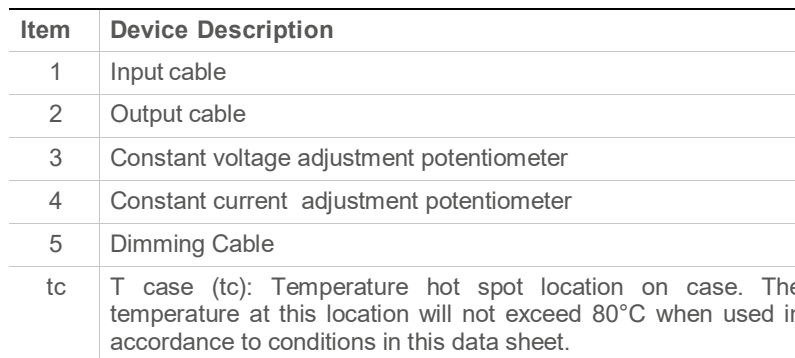 Item Device Description
1 Input cable
2 Output cable
3 Constant voltage adjustment potentiometer
4 Constant current adjustment potentiometer
5 Dimming Cable
tc T case (tc): Temperature hot spot location on case. The
temperature at this location will not exceed 80°C when used in
accordance to conditions in this data sheet.